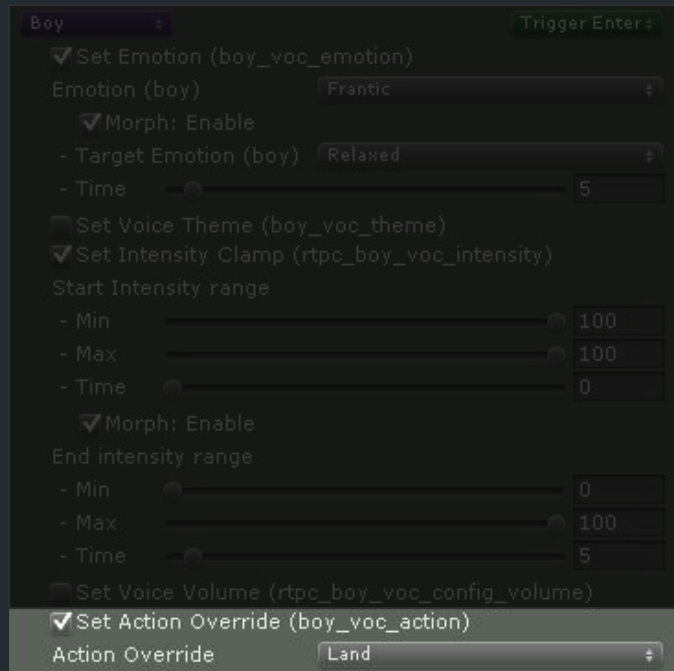 Boy Trigger Enter
Set Emotion (boy_voc_emotion)
Emotion (boy) Frantic
Morph: Enable
- Target Emotion (boy) Relaxed
- Time 5
Set Voice Theme (boy_voc_theme)
Set Intensity Clamp (rtpc_boy_voc_intensity)
Start Intensity range
- Min 100
- Max 100
- Time 0
Morph: Enable
End intensity range
- Min 0
- Max 100
- Time 5
Set Voice Volume (rtpc_boy_voc_config_volume)
Set Action Override (boy_voc_action)
Action Override Land